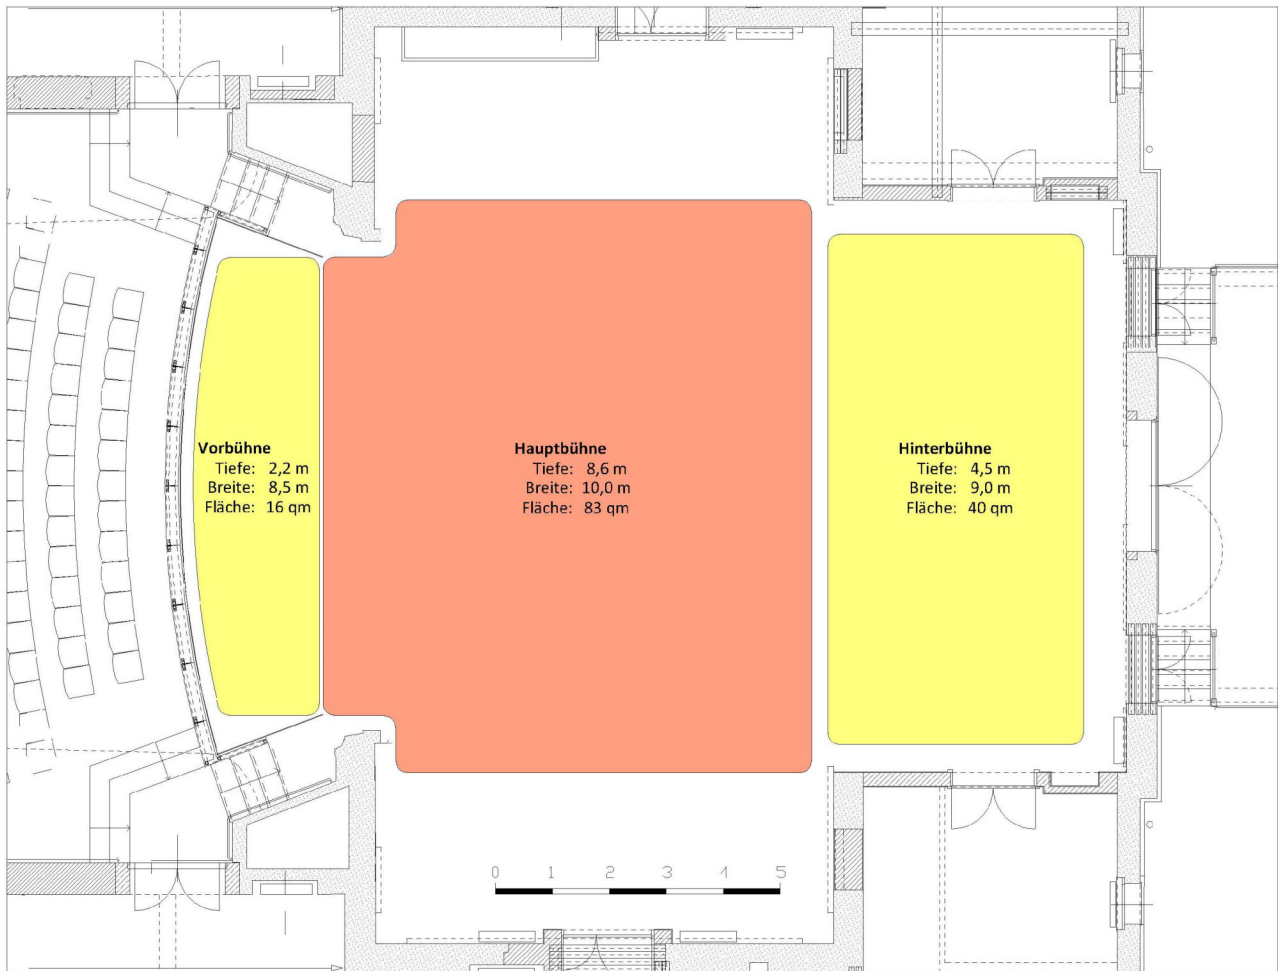 Vorbühne
Tiefe: 2,2 m
Breite: 8,5 m
Fläche: 16 qm
Hauptbühne
Tiefe: 8,6 m
Breite: 10,0 m
Fläche: 83 qm
Hinterbühne
Tiefe: 4,5 m
Breite: 9,0 m
Fläche: 40 qm
0 1 2 3 4 5